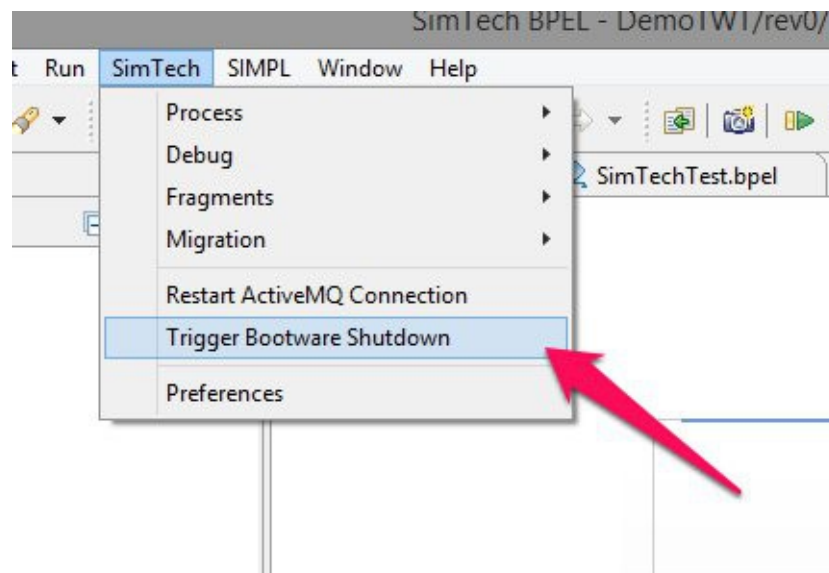 SimTech BPEL - DemoTWT/rev0/
t Run SimTech SIMPL Window Help
Process
Debug
SimTechTest.bpel
Fragments
Migration
Restart ActiveMQ Connection
Trigger Bootware Shutdown
Preferences